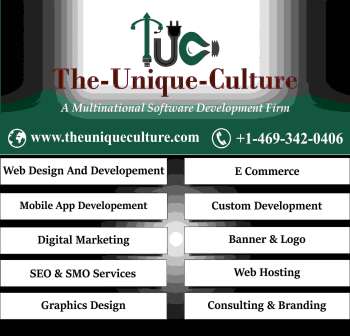 TUC
The-Unique-Culture
A Multinational Software Development Firm
www.theuniqueculture.com
+1-469-342-0406
Web Design And Developement
E Commerce
Mobile App Developement
Custom Development
Digital Marketing
Banner & Logo
SEO & SMO Services
Web Hosting
Graphics Design
Consulting & Branding